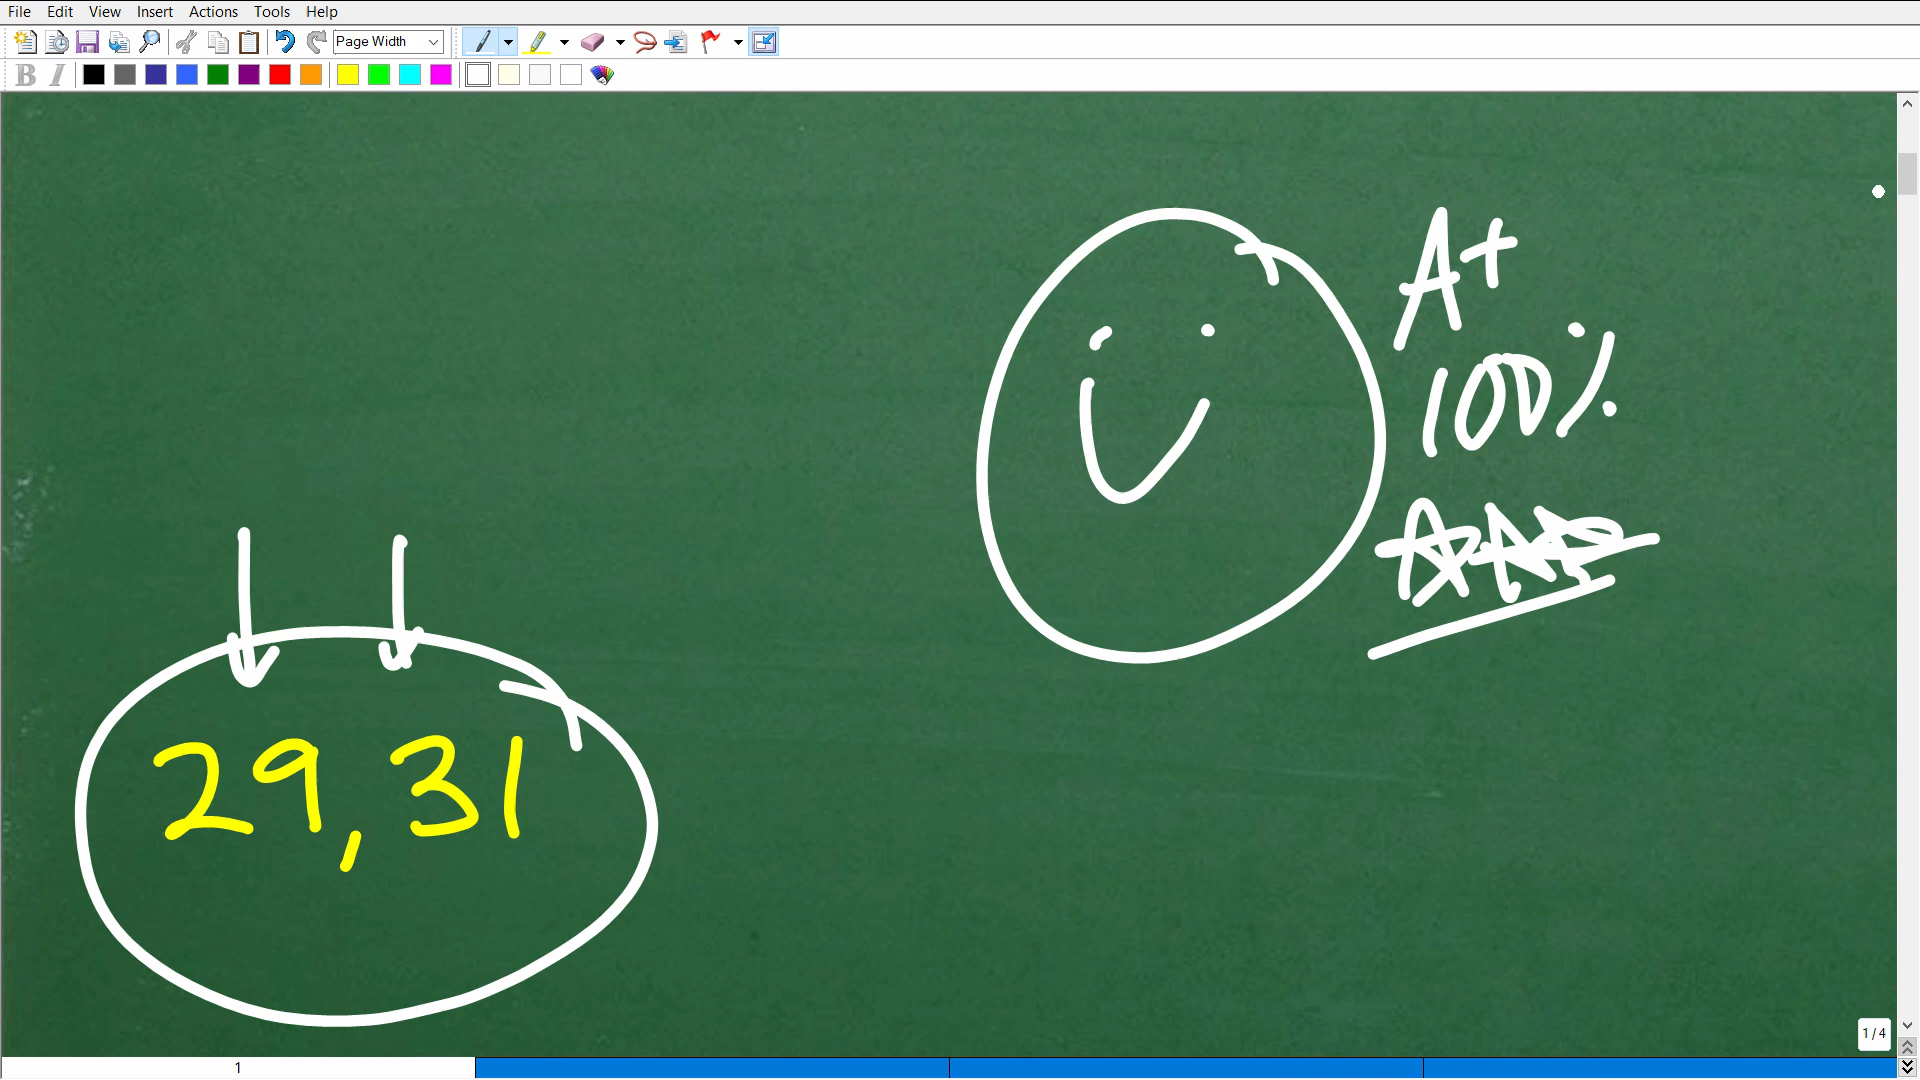 File Edit View Insert Actions Tools Help
Page Width
B I
A+
100%
29, 31
1 / 4
1